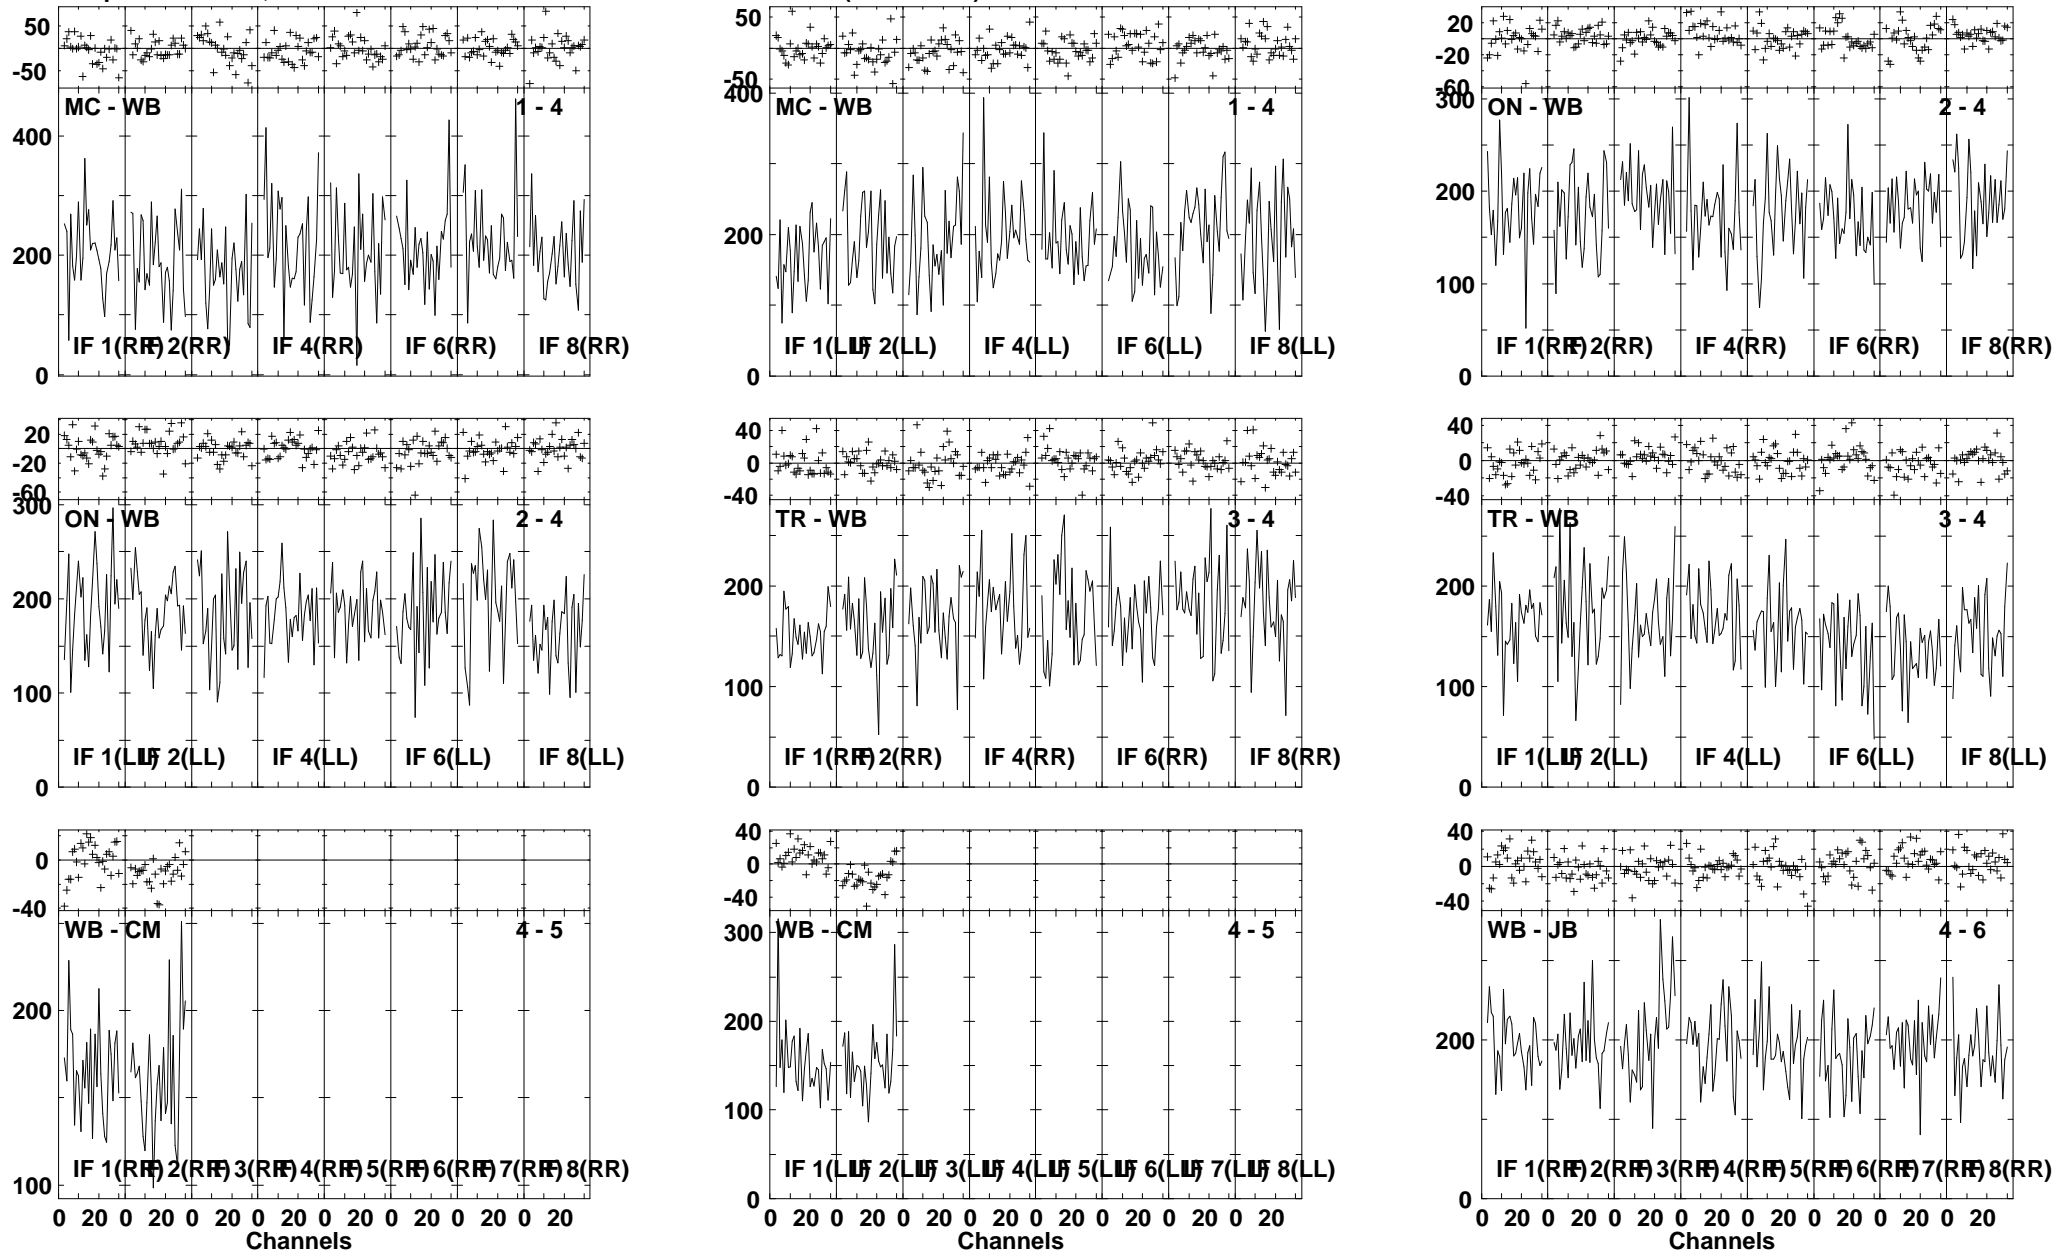 50
-50
MC - WB 1 - 4
400
200
0
IF 1(RR) IF 2(RR) IF 4(RR) IF 6(RR) IF 8(RR)
50
-50
400
MC - WB 1 - 4
200
0
IF 1(LL) IF 2(LL) IF 4(LL) IF 6(LL) IF 8(LL)
20
-20
-60
300
ON - WB 2 - 4
200
100
0
IF 1(RR) IF 2(RR) IF 4(RR) IF 6(RR) IF 8(RR)
20
-20
-60
300
ON - WB 2 - 4
200
100
0
IF 1(LL) IF 2(LL) IF 4(LL) IF 6(LL) IF 8(LL)
40
0
-40
TR - WB 3 - 4
200
100
0
IF 1(RR) IF 2(RR) IF 4(RR) IF 6(RR) IF 8(RR)
40
0
-40
TR - WB 3 - 4
200
100
0
IF 1(LL) IF 2(LL) IF 4(LL) IF 6(LL) IF 8(LL)
0
-40
WB - CM 4 - 5
200
100
IF 1(RR) IF 2(RR) IF 3(RR) IF 4(RR) IF 5(RR) IF 6(RR) IF 7(RR) IF 8(RR)
0 20 0 20 0 20 0 20 0 20 0 20 0 20 0 20
Channels
40
0
-40
WB - CM 4 - 5
300
200
100
0
IF 1(LL) IF 2(LL) IF 3(LL) IF 4(LL) IF 5(LL) IF 6(LL) IF 7(LL) IF 8(LL)
0 20 0 20 0 20 0 20 0 20 0 20 0 20 0 20
Channels
40
0
-40
WB - JB 4 - 6
200
0
IF 1(RR) IF 2(RR) IF 3(RR) IF 4(RR) IF 5(RR) IF 6(RR) IF 7(RR) IF 8(RR)
0 20 0 20 0 20 0 20 0 20 0 20 0 20 0 20
Channels